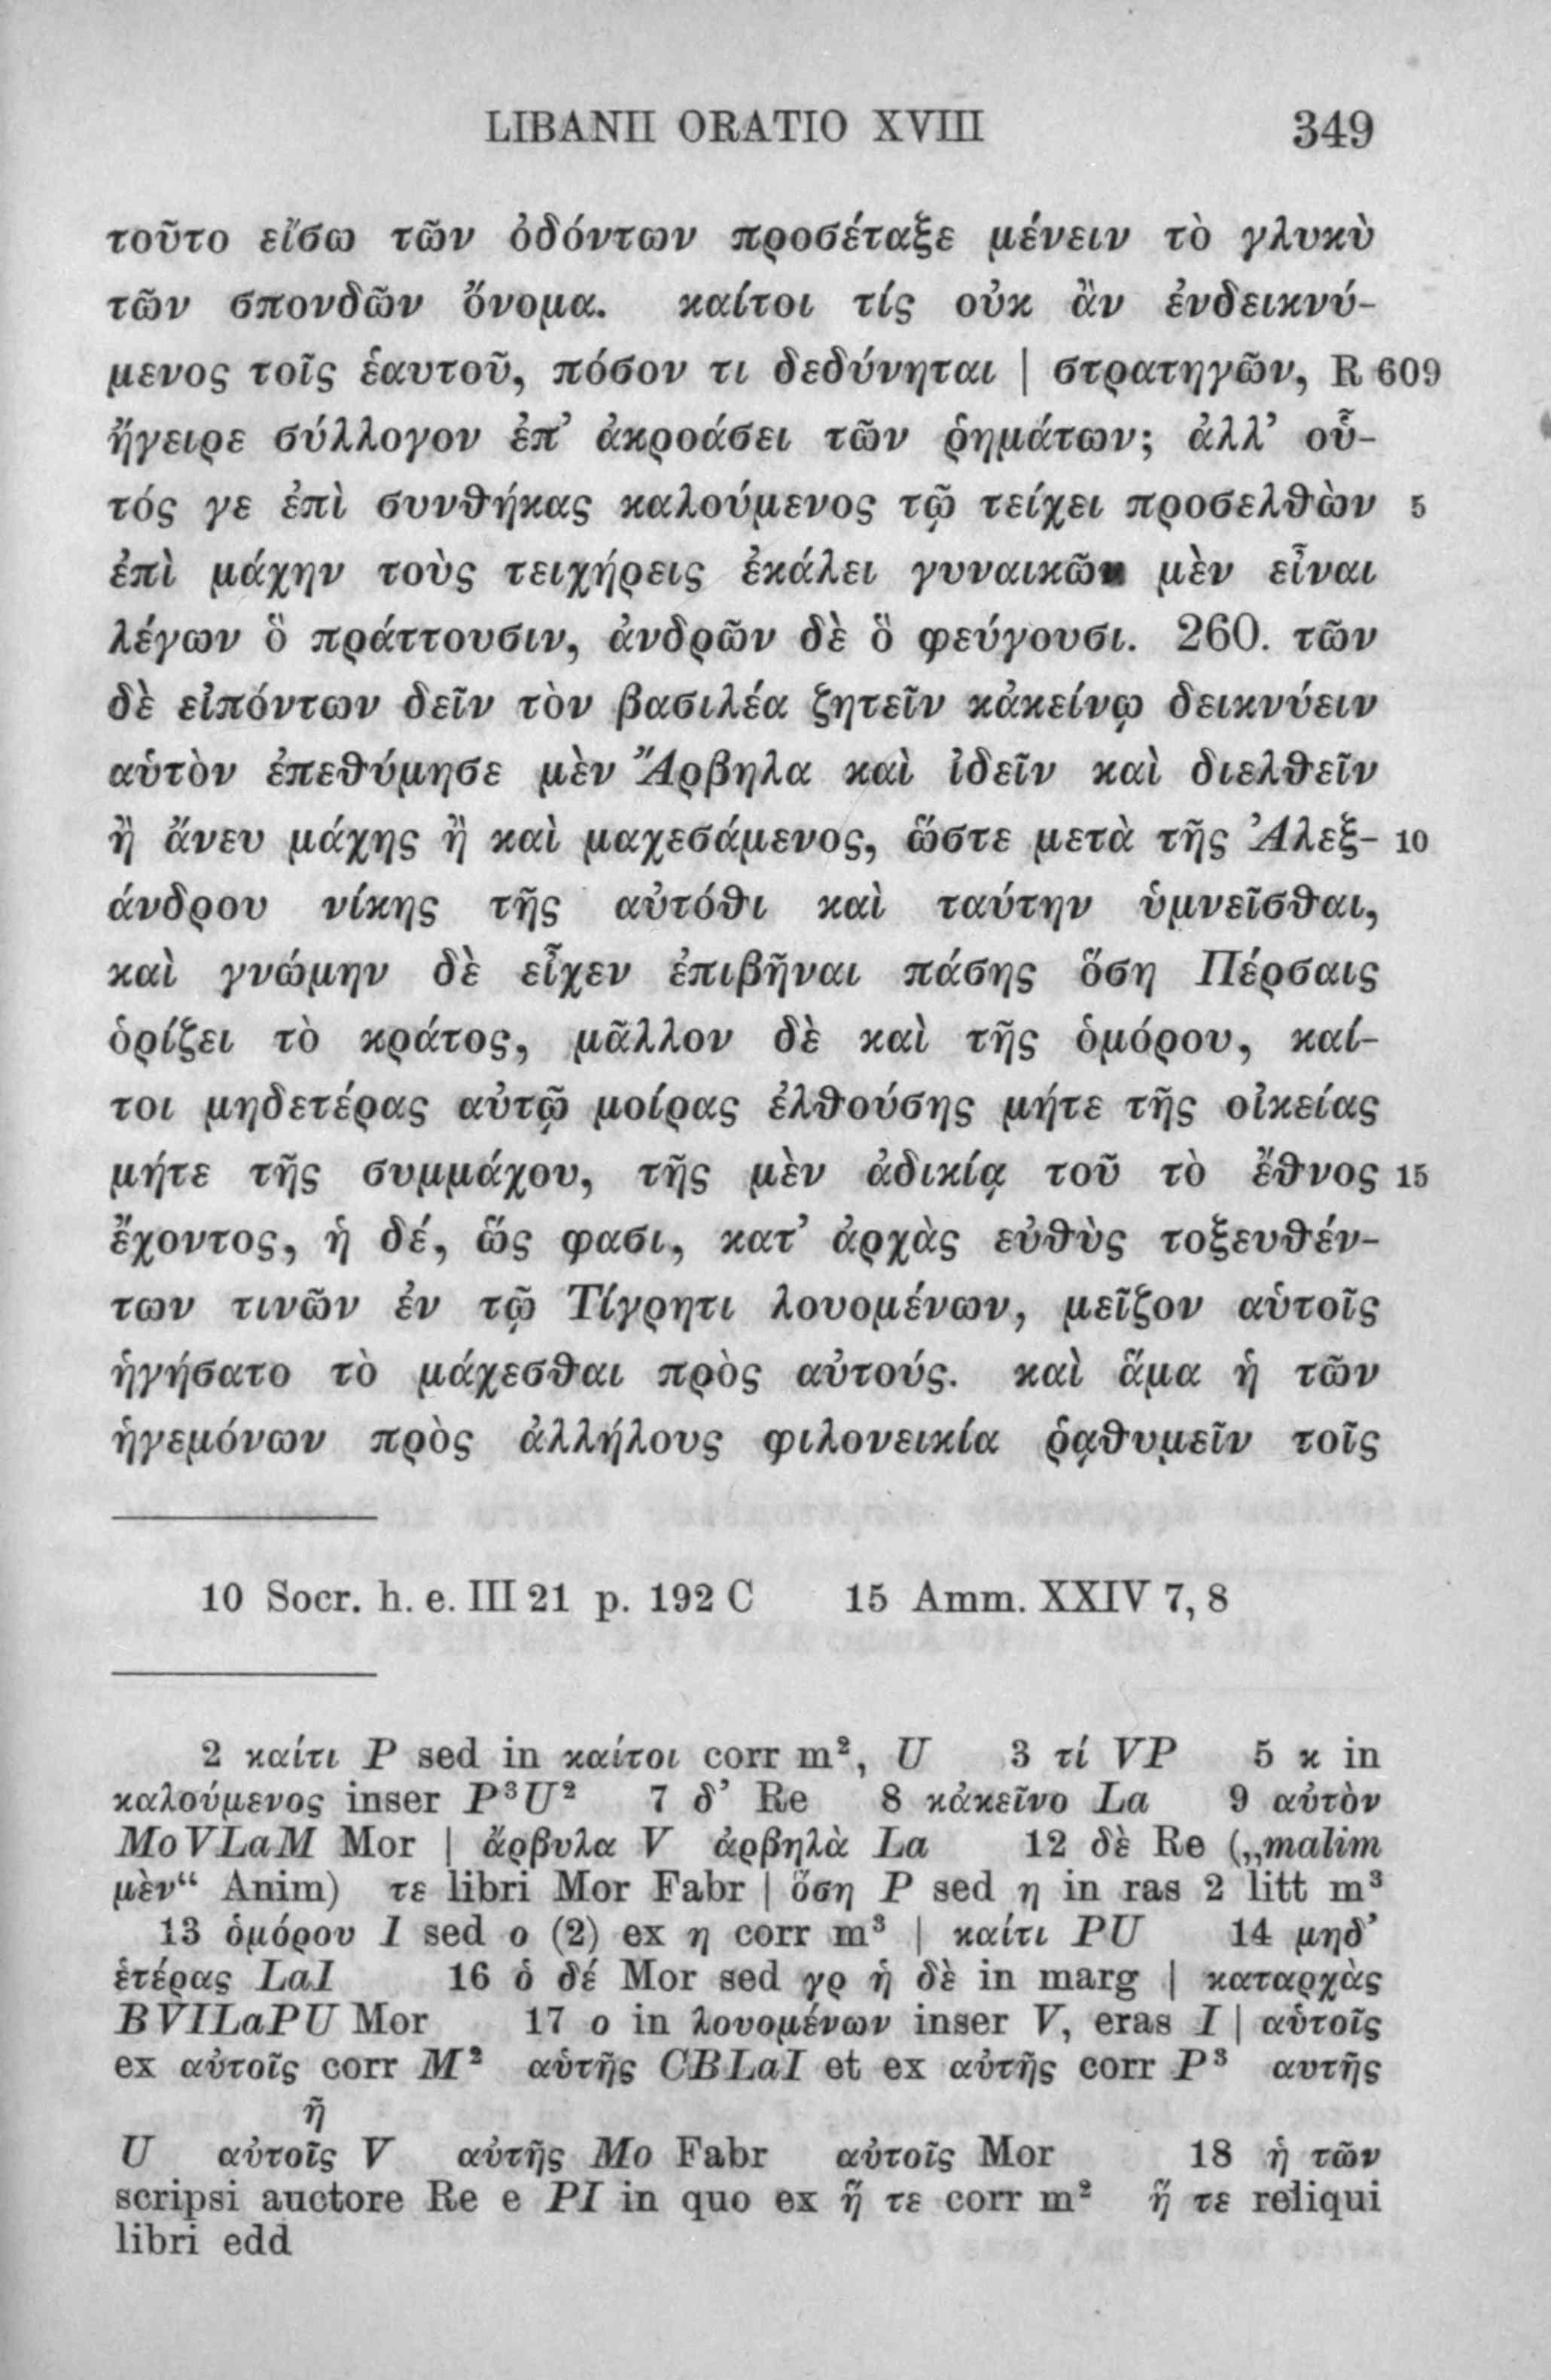 LIBANII ORATIO XVIII 349
τοῦτο εἴσω τῶν ὀδόντων προσέταξε μένειν τὸ γλυκὺ
τῶν σπονδῶν ὄνομα. καίτοι τίς οὐκ ἂν ἐνδεικνύ-
μενος τοῖς ἑαυτοῦ, πόσον τι δεδύνηται | στρατηγῶν, R 609
ἤγειρε σύλλογον ἐπ’ ἀκροάσει τῶν ῥημάτων; ἀλλ’ οὗ-
τός γε ἐπὶ συνθήκας καλούμενος τῷ τείχει προσελθὼν 5
ἐπὶ μάχην τοὺς τειχήρεις ἐκάλει γυναικῶν μὲν εἶναι
λέγων ὃ πράττουσιν, ἀνδρῶν δὲ ὃ φεύγουσι. 260. τῶν
δὲ εἰπόντων δεῖν τὸν βασιλέα ζητεῖν κἀκείνῳ δεικνύειν
αὑτὸν ἐπεθύμησε μὲν Ἄρβηλα καὶ ἰδεῖν καὶ διελθεῖν
ἢ ἄνευ μάχης ἢ καὶ μαχεσάμενος, ὥστε μετὰ τῆς Ἀλεξ- 10
άνδρου νίκης τῆς αὐτόθι καὶ ταύτην ὑμνεῖσθαι,
καὶ γνώμην δὲ εἶχεν ἐπιβῆναι πάσης ὅση Πέρσαις
ὁρίζει τὸ κράτος, μᾶλλον δὲ καὶ τῆς ὁμόρου, καί-
τοι μηδετέρας αὐτῷ μοίρας ἐλθούσης μήτε τῆς οἰκείας
μήτε τῆς συμμάχου, τῆς μὲν ἀδικίᾳ τοῦ τὸ ἔθνος 15
ἔχοντος, ἡ δέ, ὥς φασι, κατ’ ἀρχὰς εὐθὺς τοξευθέν-
των τινῶν ἐν τῷ Τίγρητι λουομένων, μεῖζον αὑτοῖς
ἡγήσατο τὸ μάχεσθαι πρὸς αὐτούς. καὶ ἅμα ἡ τῶν
ἡγεμόνων πρὸς ἀλλήλους φιλονεικία ῥᾳθυμεῖν τοῖς
10 Socr. h. e. III 21 p. 192 C 15 Amm. XXIV 7, 8
2 καίτι P sed in καίτοι corr m², U 3 τί VP 5 κ in
καλούμενος inser P³U² 7 δ’ Re 8 κἀκεῖνο La 9 αὐτὸν
MoVLaM Mor | ἄρβυλα V ἀρβηλὰ La 12 δὲ Re („malim
μὲν“ Anim) τε libri Mor Fabr | ὅση P sed η in ras 2 litt m³
13 ὁμόρου I sed ο (2) ex η corr m³ | καίτι PU 14 μηδ’
ἑτέρας LaI 16 ὁ δέ Mor sed γρ ἡ δὲ in marg | καταρχὰς
BVILaPU Mor 17 ο in λουομένων inser V, eras I | αὑτοῖς
ex αὐτοῖς corr M² αὑτῆς CBLaI et ex αὐτῆς corr P³ αυτῆς
ῆ
U αὐτοῖς V αὐτῆς Mo Fabr αὐτοῖς Mor 18 ἡ τῶν
scripsi auctore Re e PI in quo ex ἥ τε corr m² ἥ τε reliqui
libri edd